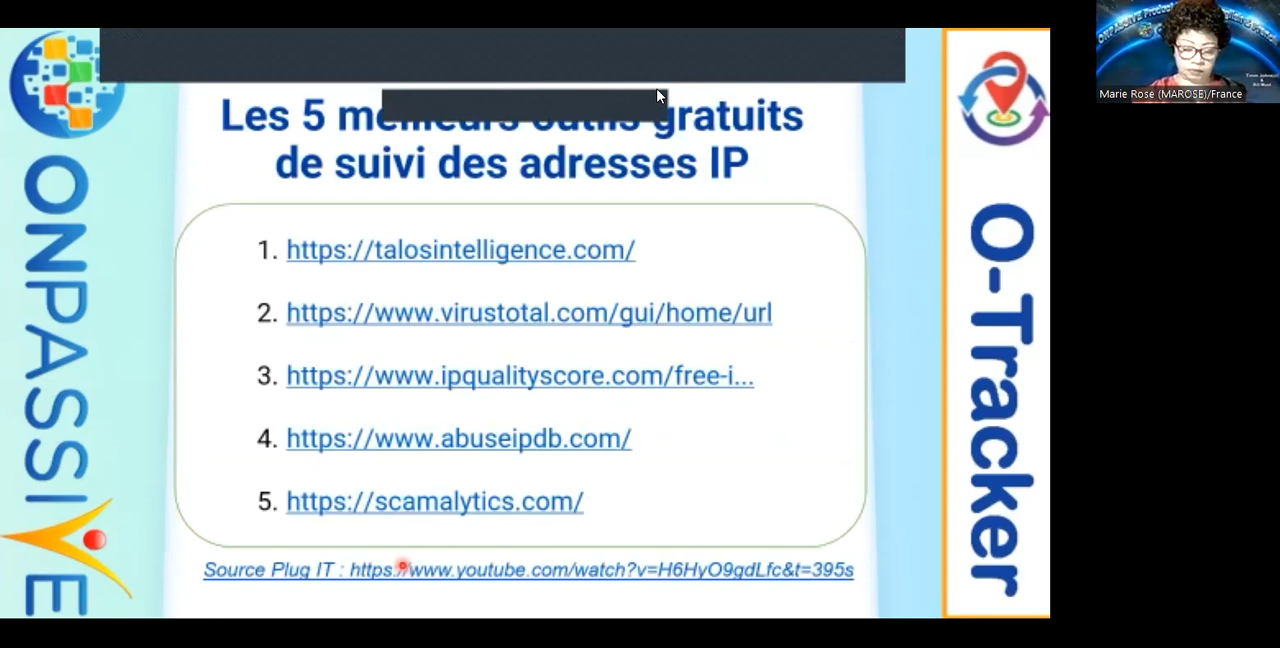 Les 5 meilleurs outils gratuits
de suivi des adresses IP
1. https://talosintelligence.com/
2. https://www.virustotal.com/gui/home/url
3. https://www.ipqualityscore.com/free-i...
4. https://www.abuseipdb.com/
5. https://scamalytics.com/
Source Plug IT : https://www.youtube.com/watch?v=H6HyO9gdLfc&t=395s
ONPASSIVE
O-Tracker
Marie Rose (MAROSE)/France